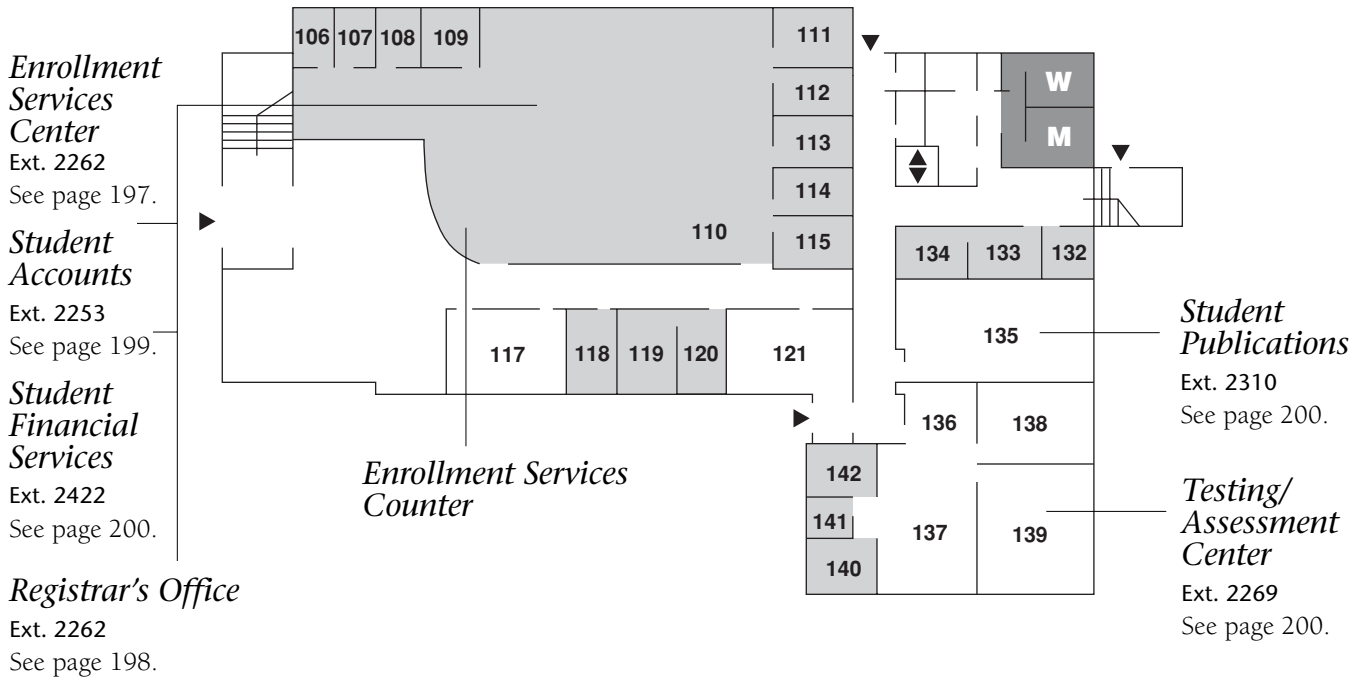 Enrollment
Services
Center
Ext. 2262
See page 197.
Student
Accounts
Ext. 2253
See page 199.
Student
Financial
Services
Ext. 2422
See page 200.
Registrar's Office
Ext. 2262
See page 198.
106 107 108 109
111
112
113
114
115
110
117 118 119 120 121
Enrollment Services
Counter
W
M
134 133 132
135
136 138
142
141
140
137 139
Student
Publications
Ext. 2310
See page 200.
Testing/
Assessment
Center
Ext. 2269
See page 200.